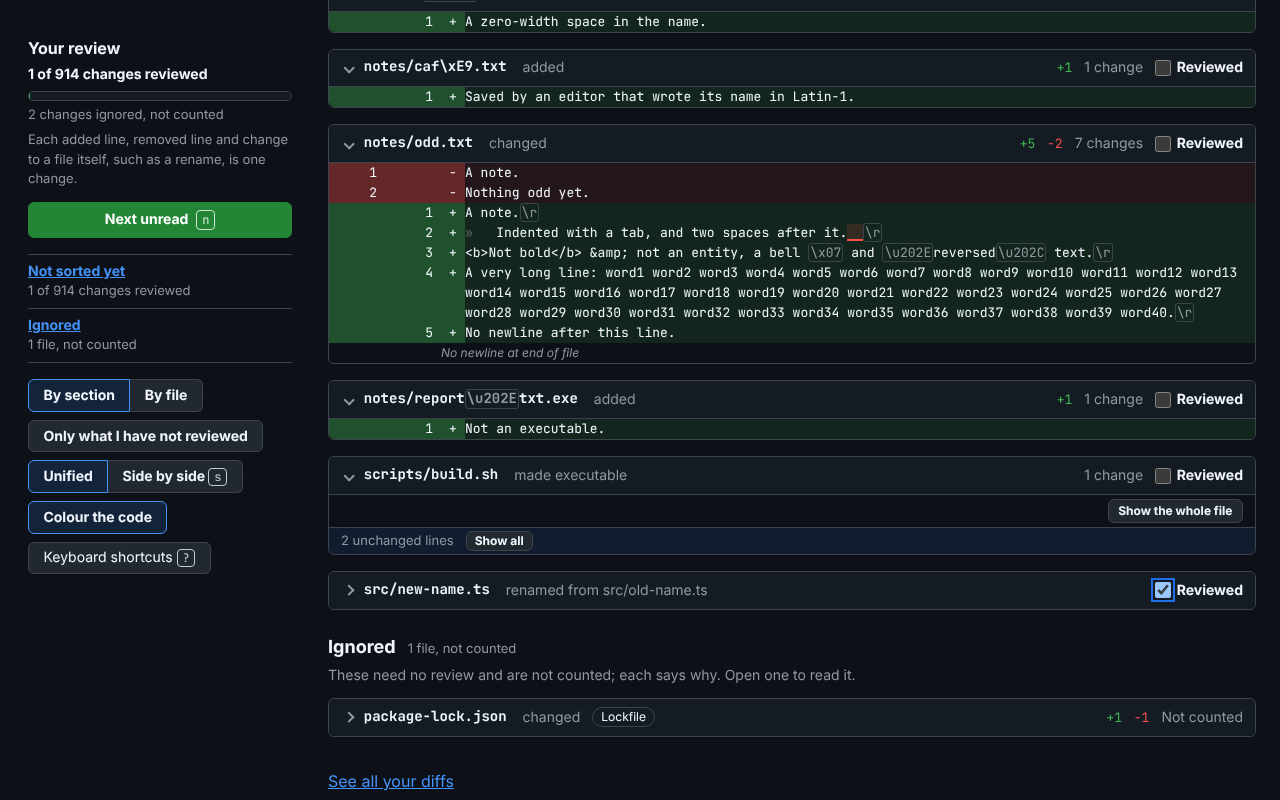 Your review
1 of 914 changes reviewed
2 changes ignored, not counted
Each added line, removed line and change
to a file itself, such as a rename, is one
change.
Next unread n
Not sorted yet
1 of 914 changes reviewed
Ignored
1 file, not counted
By section By file
Only what I have not reviewed
Unified Side by side s
Colour the code
Keyboard shortcuts ?
1 + A zero-width space in the name.
notes/caf\xE9.txt added +1 1 change Reviewed
1 + Saved by an editor that wrote its name in Latin-1.
notes/odd.txt changed +5 -2 7 changes Reviewed
1 - A note.
2 - Nothing odd yet.
1 + A note.\r
2 + » Indented with a tab, and two spaces after it. \r
3 + <b>Not bold</b> &amp; not an entity, a bell \x07 and \u202Ereversed\u202C text.\r
4 + A very long line: word1 word2 word3 word4 word5 word6 word7 word8 word9 word10 word11 word12 word13
word14 word15 word16 word17 word18 word19 word20 word21 word22 word23 word24 word25 word26 word27
word28 word29 word30 word31 word32 word33 word34 word35 word36 word37 word38 word39 word40.\r
5 + No newline after this line.
No newline at end of file
notes/report\u202Etxt.exe added +1 1 change Reviewed
1 + Not an executable.
scripts/build.sh made executable 1 change Reviewed
Show the whole file
2 unchanged lines Show all
src/new-name.ts renamed from src/old-name.ts Reviewed
Ignored 1 file, not counted
These need no review and are not counted; each says why. Open one to read it.
package-lock.json changed Lockfile +1 -1 Not counted
See all your diffs